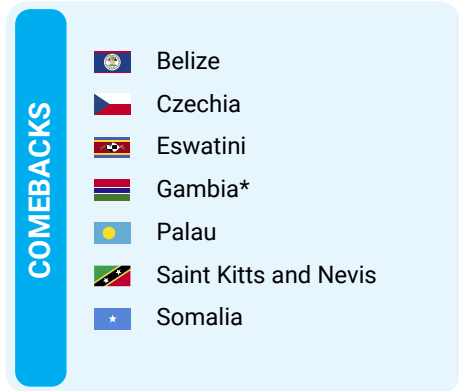 COMEBACKS
Belize
Czechia
Eswatini
Gambia*
Palau
Saint Kitts and Nevis
Somalia